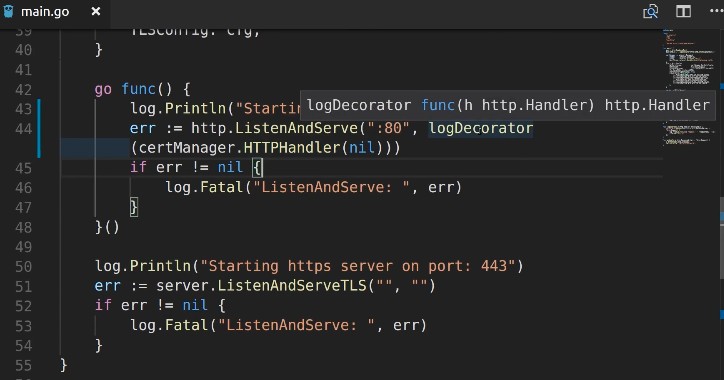 main.go
39 TLSConfig: cfg,
40 }
41
42 go func() {
43 log.Println("Startin
logDecorator func(h http.Handler) http.Handler
44 err := http.ListenAndServe(":80", logDecorator
(certManager.HTTPHandler(nil)))
45 if err != nil {
46 log.Fatal("ListenAndServe: ", err)
47 }
48 }()
49
50 log.Println("Starting https server on port: 443")
51 err := server.ListenAndServeTLS("", "")
52 if err != nil {
53 log.Fatal("ListenAndServe: ", err)
54 }
55 }